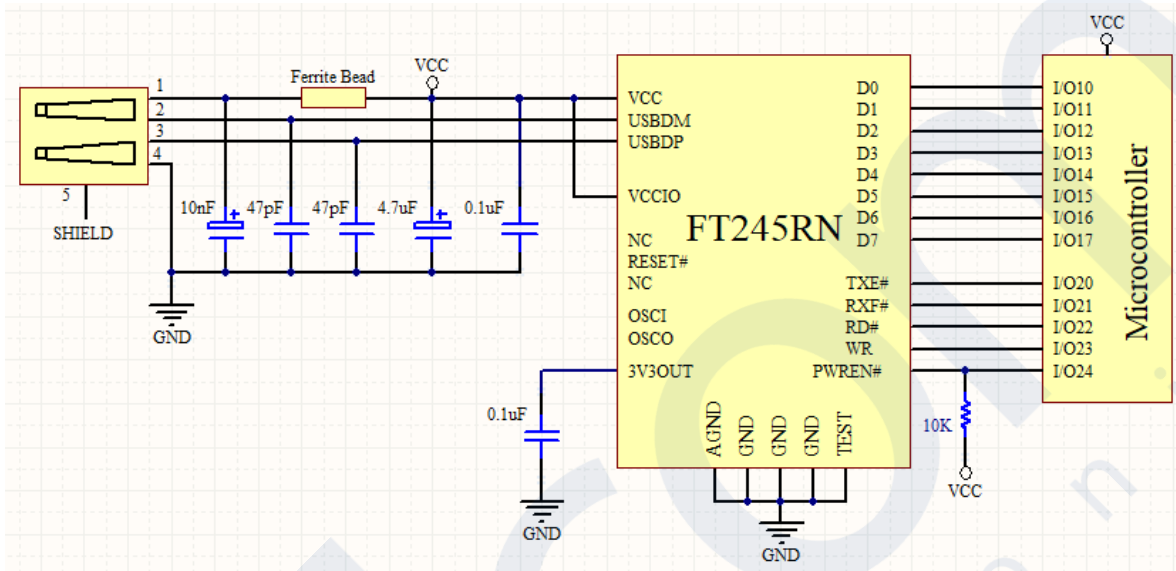 VCC
VCC
Ferrite Bead
1
2
3
4
5
SHIELD
10nF
+
47pF
47pF
4.7uF
+
0.1uF
GND
VCC
USBDM
USBDP
VCCIO
NC
RESET#
NC
OSCI
OSCO
3V3OUT
FT245RN
D0
D1
D2
D3
D4
D5
D6
D7
TXE#
RXF#
RD#
WR
PWREN#
AGND
GND
GND
GND
TEST
GND
0.1uF
GND
I/O10
I/O11
I/O12
I/O13
I/O14
I/O15
I/O16
I/O17
I/O20
I/O21
I/O22
I/O23
I/O24
Microcontroller
10K
VCC